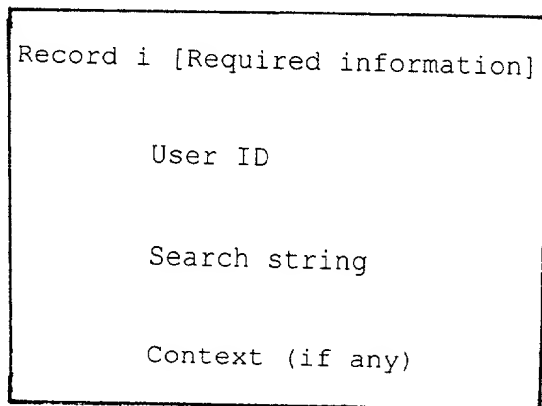 Record i [Required information]
User ID
Search string
Context (if any)